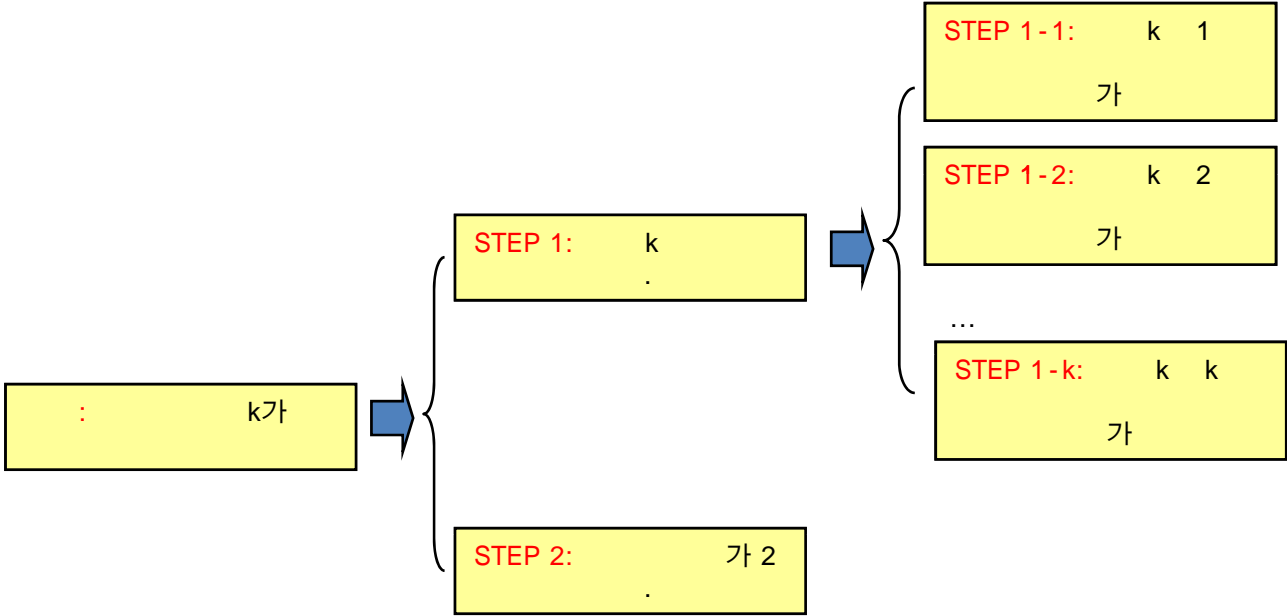 : k가
STEP 1: k
.
STEP 2: 가 2
.
STEP 1-1: k 1
가
STEP 1-2: k 2
가
...
STEP 1-k: k k
가